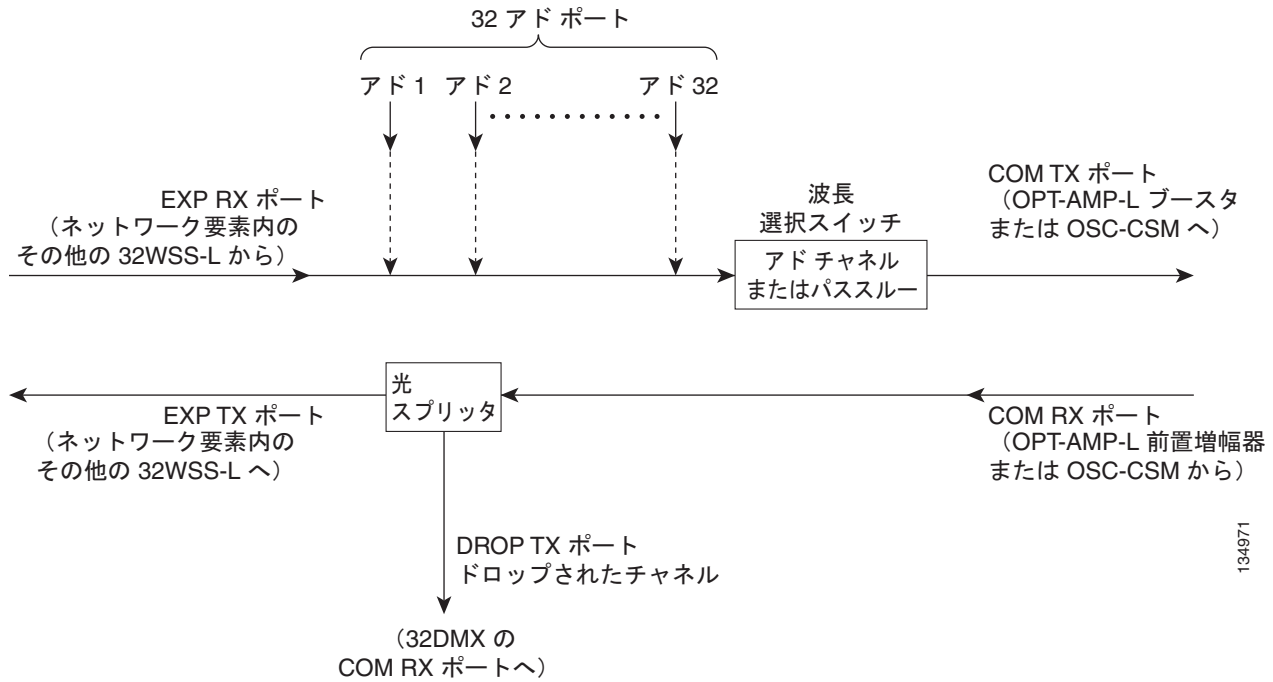 32 アド ポート
アド 1 アド 2 アド 32
EXP RX ポート
（ネットワーク要素内の
その他の 32WSS-L から）
波長
選択スイッチ
アド チャネル
またはパススルー
COM TX ポート
（OPT-AMP-L ブースタ
または OSC-CSM へ）
光
スプリッタ
EXP TX ポート
（ネットワーク要素内の
その他の 32WSS-L へ）
COM RX ポート
（OPT-AMP-L 前置増幅器
または OSC-CSM から）
DROP TX ポート
ドロップされたチャネル
（32DMX の
COM RX ポートへ）
134971